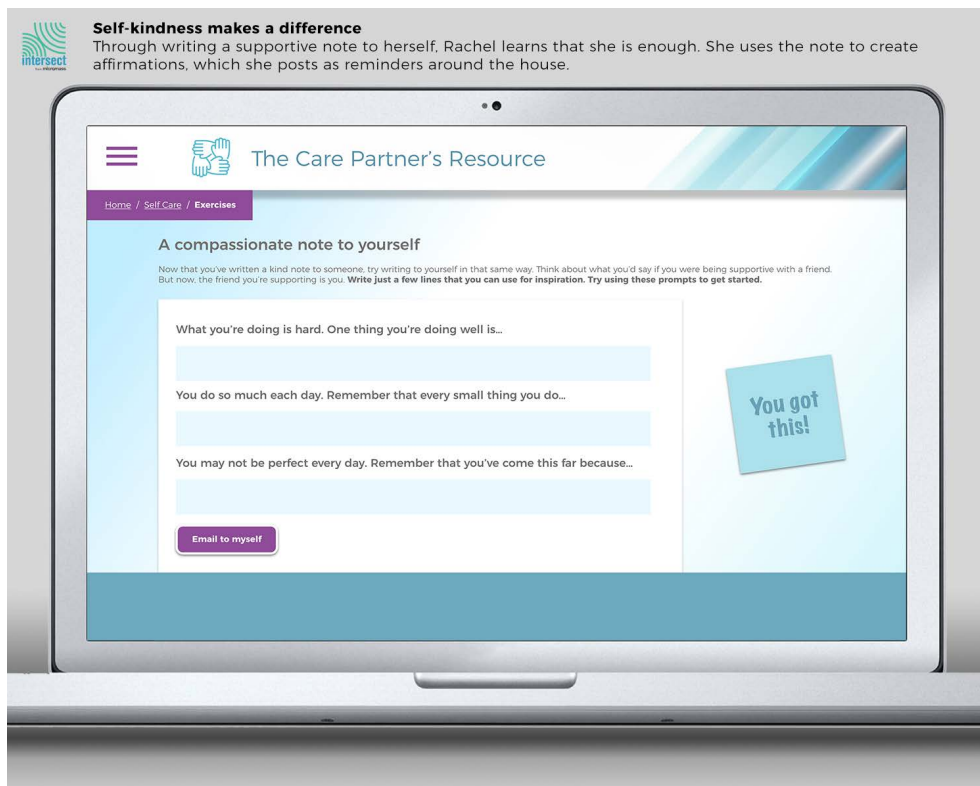 Self-kindness makes a difference
Through writing a supportive note to herself, Rachel learns that she is enough. She uses the note to create
affirmations, which she posts as reminders around the house.
intersect
The Care Partner's Resource
Home / Self Care / Exercises
A compassionate note to yourself
Now that you've written a kind note to someone, try writing to yourself in that same way. Think about what you'd say if you were being supportive with a friend.
But now, the friend you're supporting is you. Write just a few lines that you can use for inspiration. Try using these prompts to get started.
What you're doing is hard. One thing you're doing well is...
You do so much each day. Remember that every small thing you do...
You may not be perfect every day. Remember that you've come this far because...
Email to myself
You got
this!